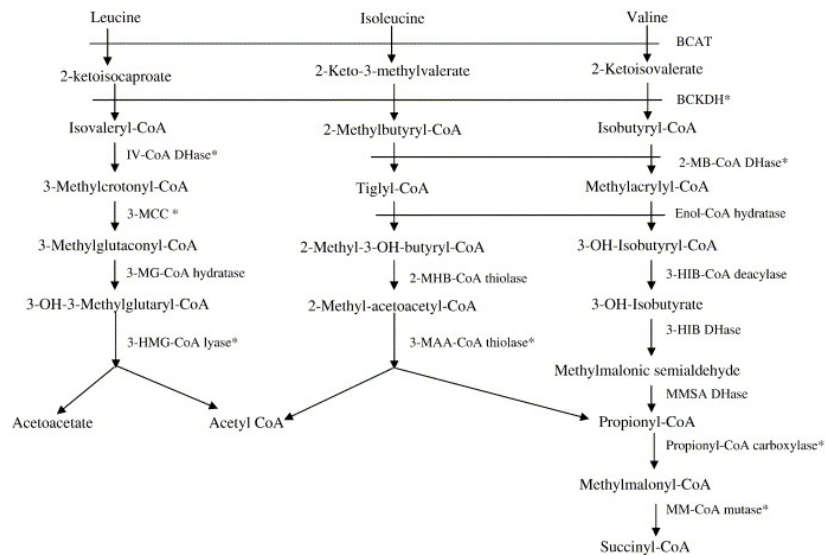 Leucine Isoleucine Valine
BCAT
2-ketoisocaproate 2-Keto-3-methylvalerate 2-Ketoisovalerate
BCKDH*
Isovaleryl-CoA 2-Methylbutyryl-CoA Isobutyryl-CoA
IV-CoA DHase* 2-MB-CoA DHase*
3-Methylcrotonyl-CoA Tiglyl-CoA Methylacrylyl-CoA
3-MCC * Enol-CoA hydratase
3-Methylglutaconyl-CoA 2-Methyl-3-OH-butyryl-CoA 3-OH-Isobutyryl-CoA
3-MG-CoA hydratase 2-MHB-CoA thiolase 3-HIB-CoA deacylase
3-OH-3-Methylglutaryl-CoA 2-Methyl-acetoacetyl-CoA 3-OH-Isobutyrate
3-HMG-CoA lyase* 3-MAA-CoA thiolase* 3-HIB DHase
Methylmalonic semialdehyde
MMSA DHase
Acetoacetate Acetyl CoA Propionyl-CoA
Propionyl-CoA carboxylase*
Methylmalonyl-CoA
MM-CoA mutase*
Succinyl-CoA